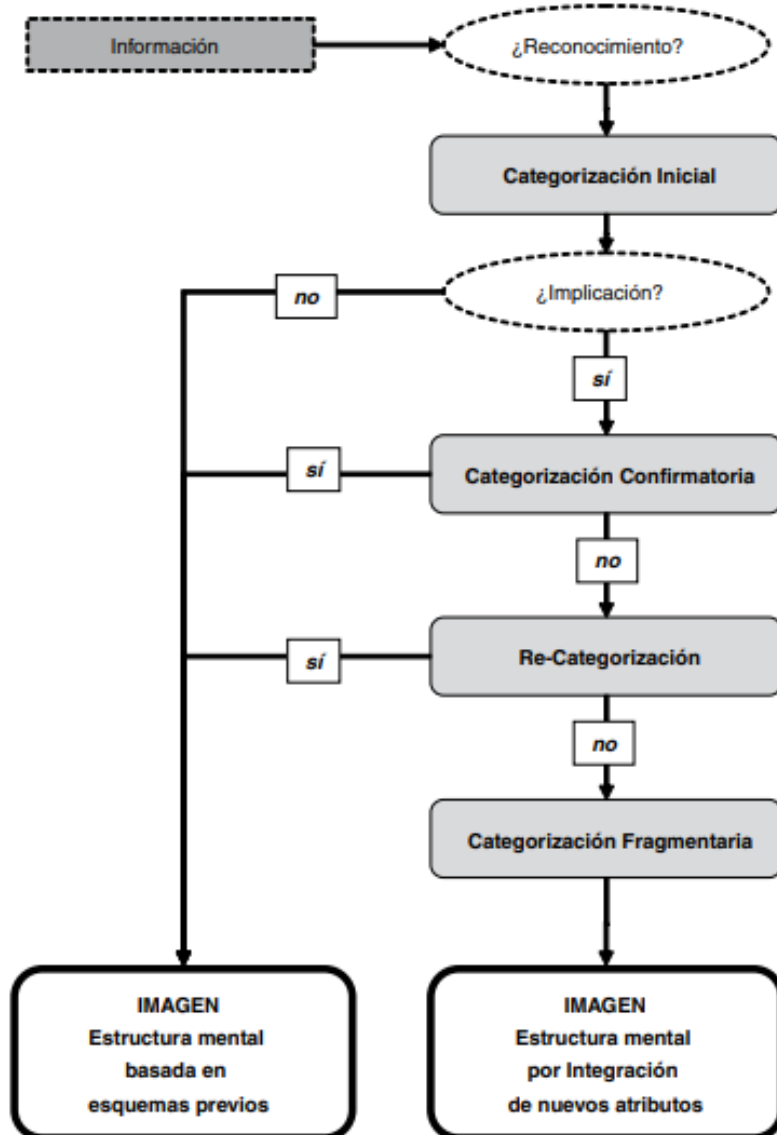 Información
¿Reconocimiento?
Categorización Inicial
¿Implicación?
no
sí
Categorización Confirmatoria
sí
no
Re-Categorización
sí
no
Categorización Fragmentaria
IMAGEN
Estructura mental
basada en
esquemas previos
IMAGEN
Estructura mental
por Integración
de nuevos atributos